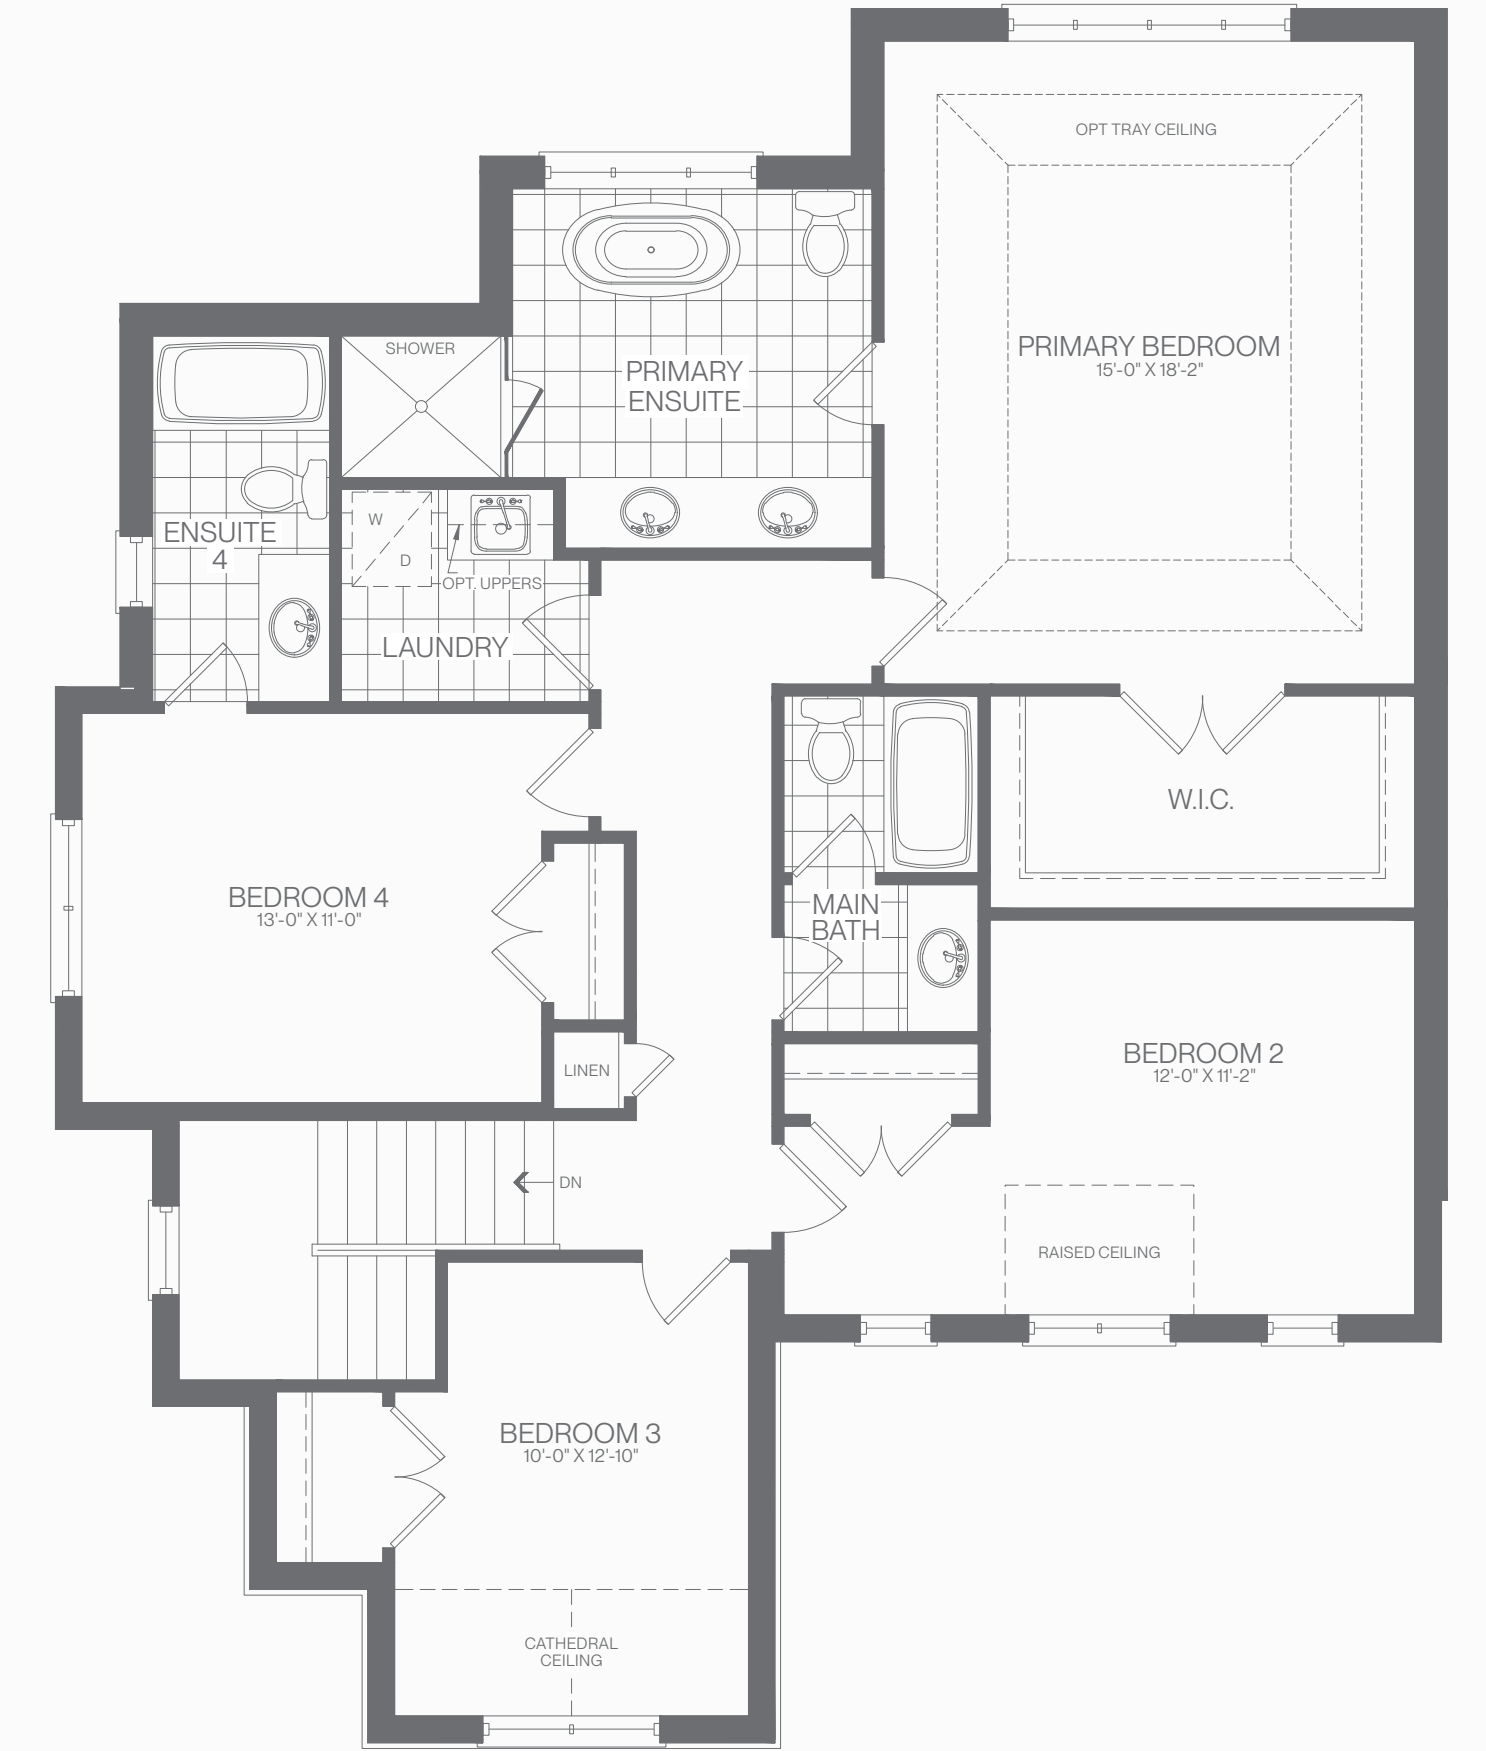 OPT TRAY CEILING
PRIMARY BEDROOM
15'-0" X 18'-2"
SHOWER
PRIMARY
ENSUITE
ENSUITE
4
W
D
OPT. UPPERS
LAUNDRY
W.I.C.
BEDROOM 4
13'-0" X 11'-0"
MAIN
BATH
LINEN
BEDROOM 2
12'-0" X 11'-2"
DN
RAISED CEILING
BEDROOM 3
10'-0" X 12'-10"
CATHEDRAL
CEILING